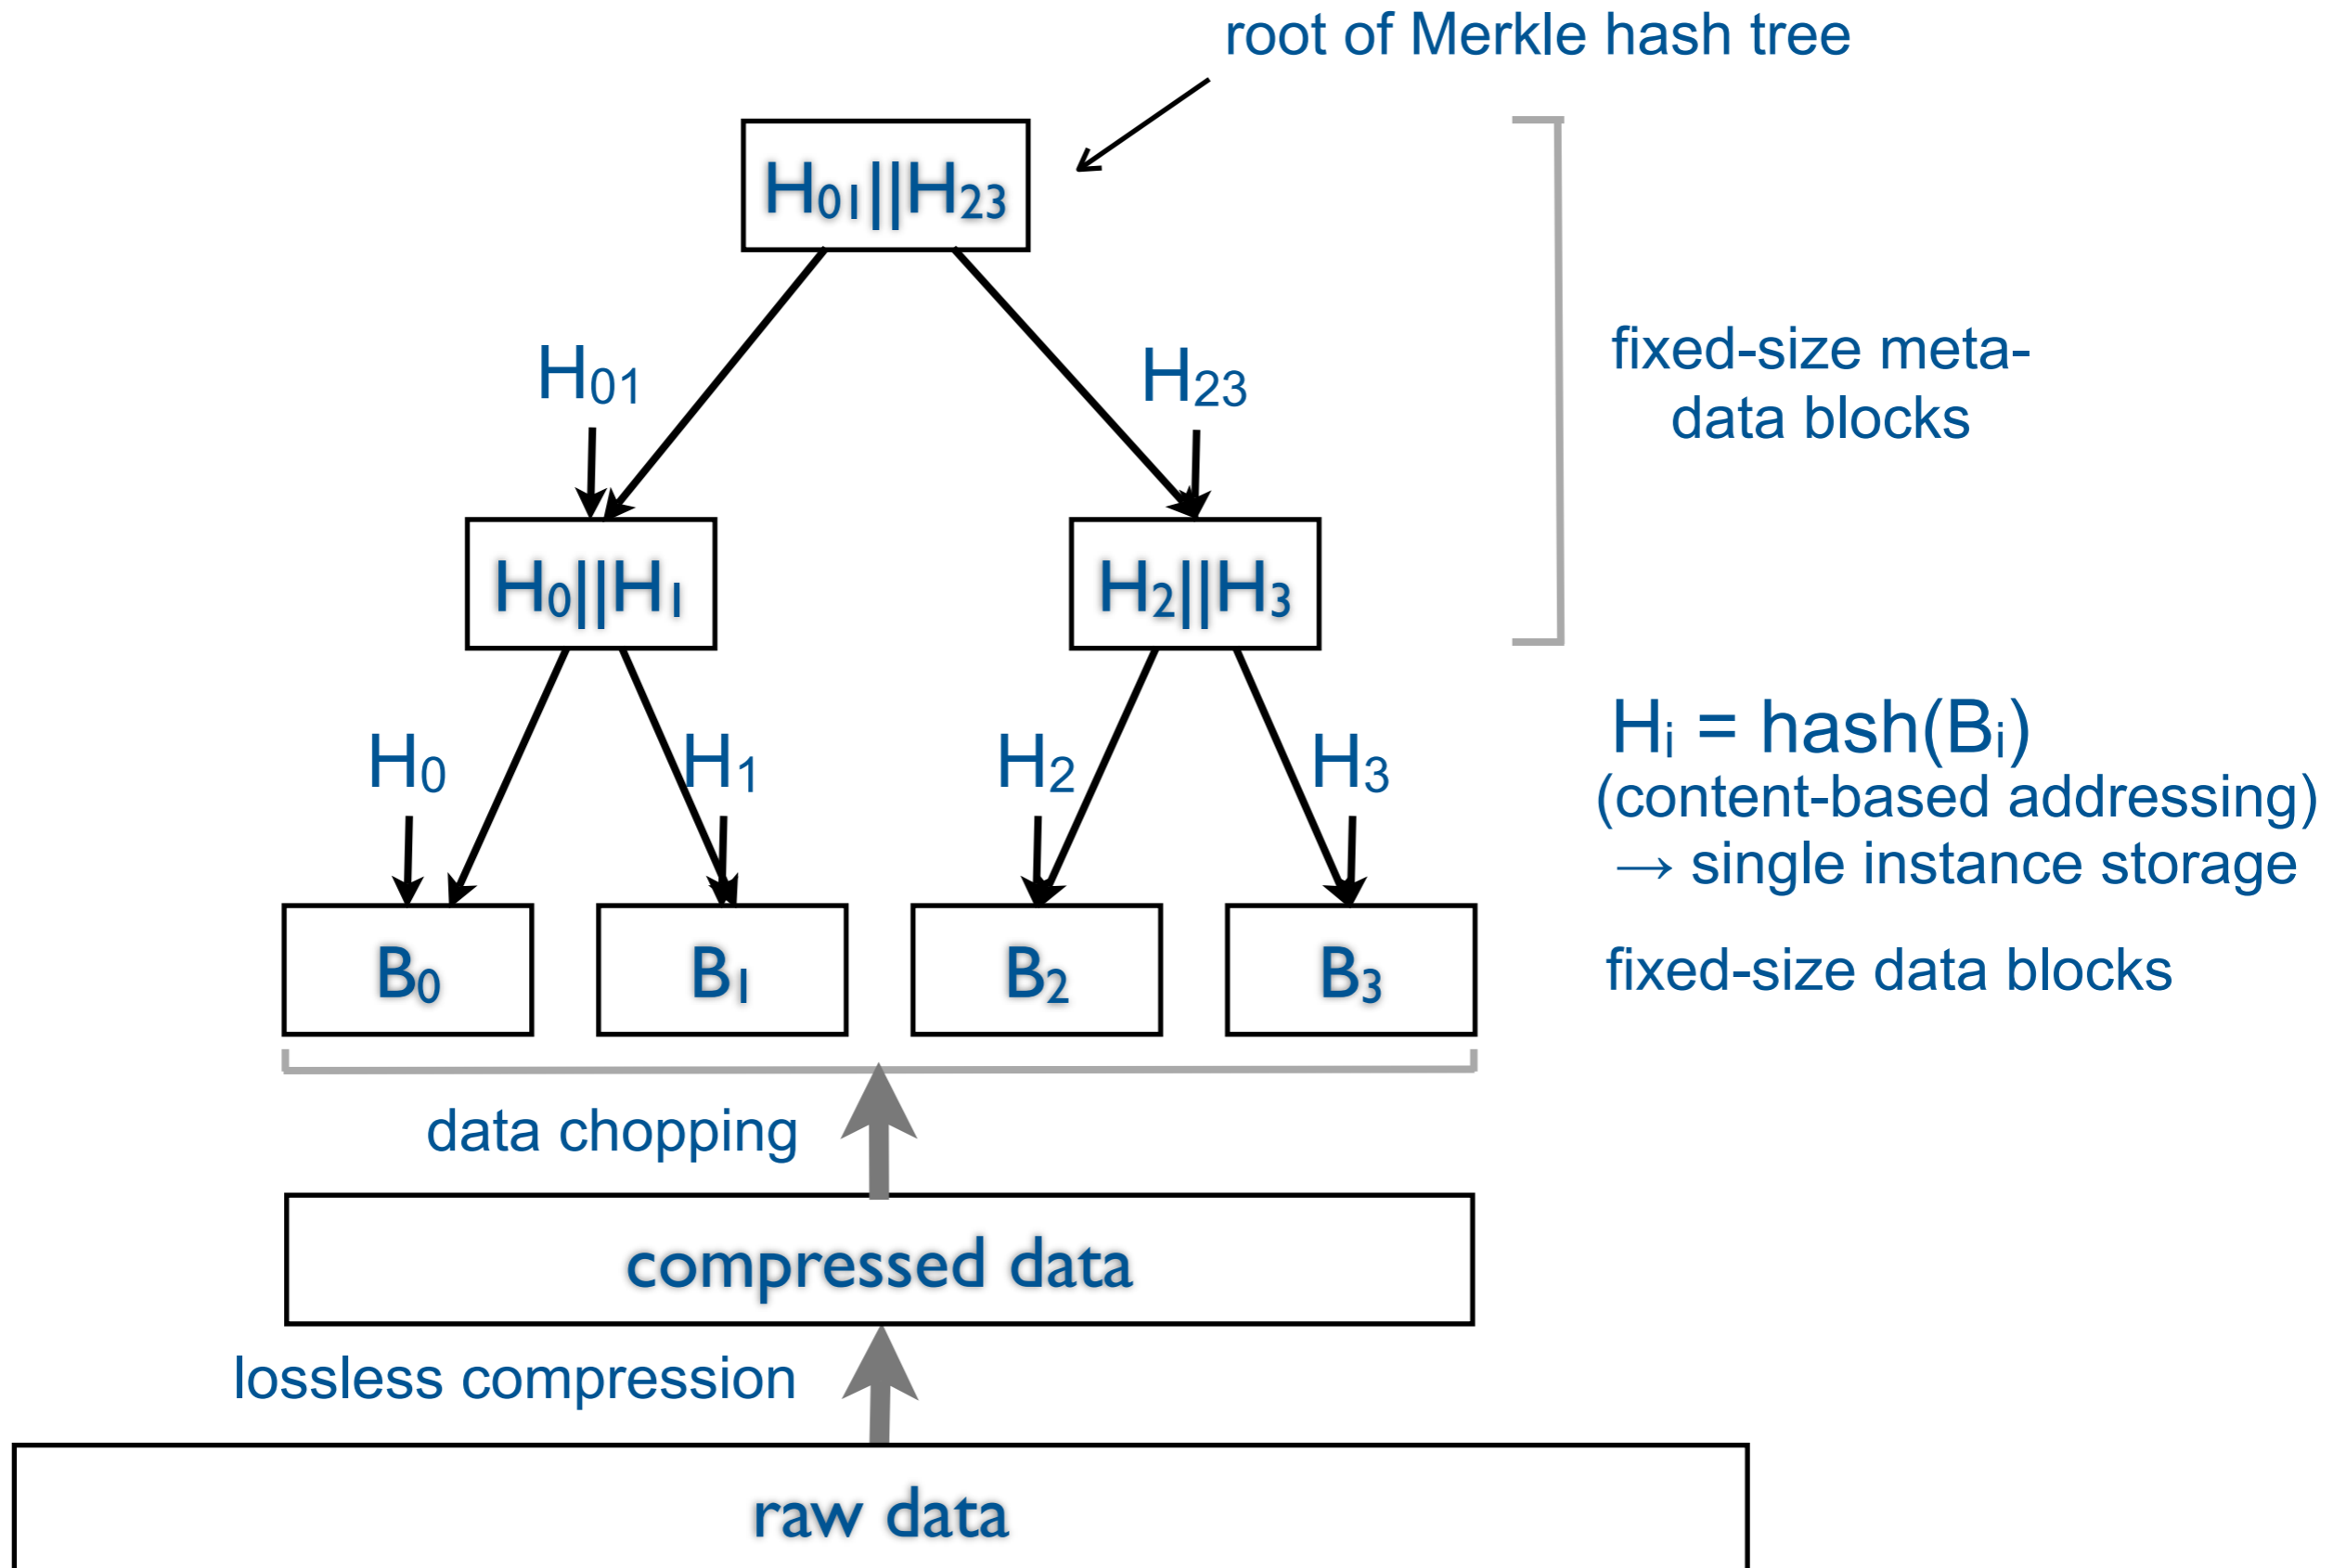 root of Merkle hash tree
H01||H23
H01
H23
fixed-size meta-
data blocks
H0||H1
H2||H3
Hi = hash(Bi)
(content-based addressing)
→ single instance storage
H0
H1
H2
H3
B0
B1
B2
B3
fixed-size data blocks
data chopping
compressed data
lossless compression
raw data